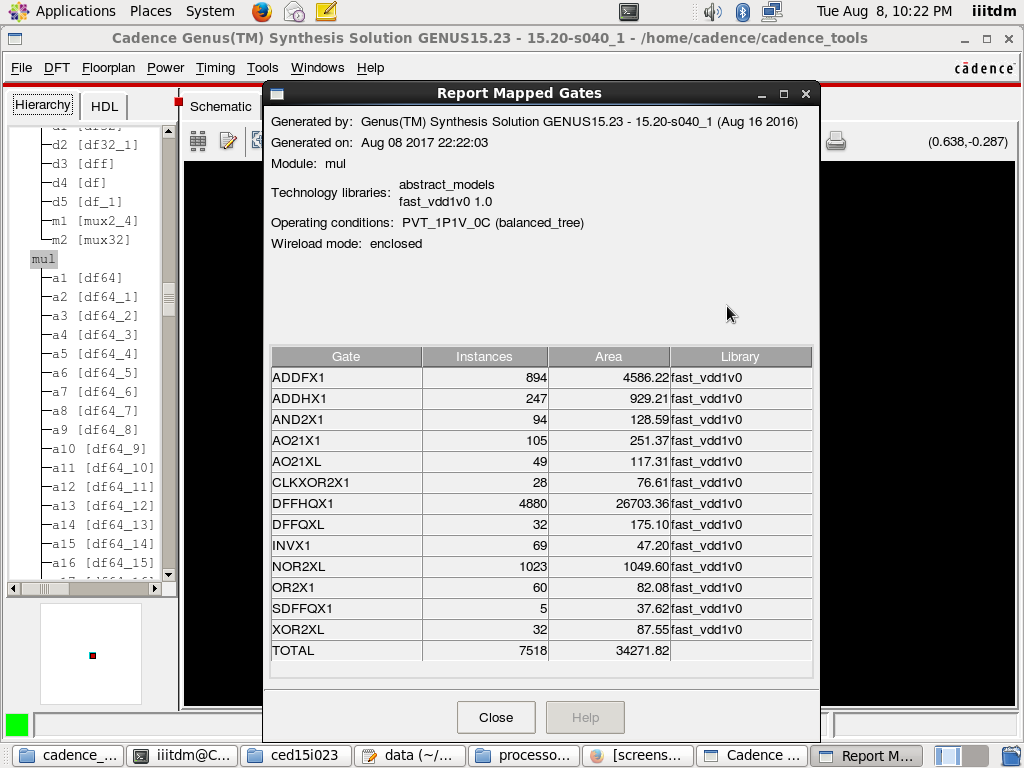 Applications Places System
Tue Aug 8, 10:22 PM iiitdm
Cadence Genus(TM) Synthesis Solution GENUS15.23 - 15.20-s040_1 - /home/cadence/cadence_tools
File DFT Floorplan Power Timing Tools Windows Help
cādence
Hierarchy HDL
Schematic
(0.638,-0.287)
d2 [df32_1]
d3 [dff]
d4 [df]
d5 [df_1]
m1 [mux2_4]
m2 [mux32]
mul
a1 [df64]
a2 [df64_1]
a3 [df64_2]
a4 [df64_3]
a5 [df64_4]
a6 [df64_5]
a7 [df64_6]
a8 [df64_7]
a9 [df64_8]
a10 [df64_9]
a11 [df64_10]
a12 [df64_11]
a13 [df64_12]
a14 [df64_13]
a15 [df64_14]
a16 [df64_15]
Report Mapped Gates
Generated by: Genus(TM) Synthesis Solution GENUS15.23 - 15.20-s040_1 (Aug 16 2016)
Generated on: Aug 08 2017 22:22:03
Module: mul
Technology libraries: abstract_models
fast_vdd1v0 1.0
Operating conditions: PVT_1P1V_0C (balanced_tree)
Wireload mode: enclosed
Gate Instances Area Library
ADDFX1 894 4586.22 fast_vdd1v0
ADDHX1 247 929.21 fast_vdd1v0
AND2X1 94 128.59 fast_vdd1v0
AO21X1 105 251.37 fast_vdd1v0
AO21XL 49 117.31 fast_vdd1v0
CLKXOR2X1 28 76.61 fast_vdd1v0
DFFHQX1 4880 26703.36 fast_vdd1v0
DFFQXL 32 175.10 fast_vdd1v0
INVX1 69 47.20 fast_vdd1v0
NOR2XL 1023 1049.60 fast_vdd1v0
OR2X1 60 82.08 fast_vdd1v0
SDFFQX1 5 37.62 fast_vdd1v0
XOR2XL 32 87.55 fast_vdd1v0
TOTAL 7518 34271.82
Close Help
cadence_... iiitdm@C... ced15i023 data (~/... processo... [screens... Cadence ... Report M...